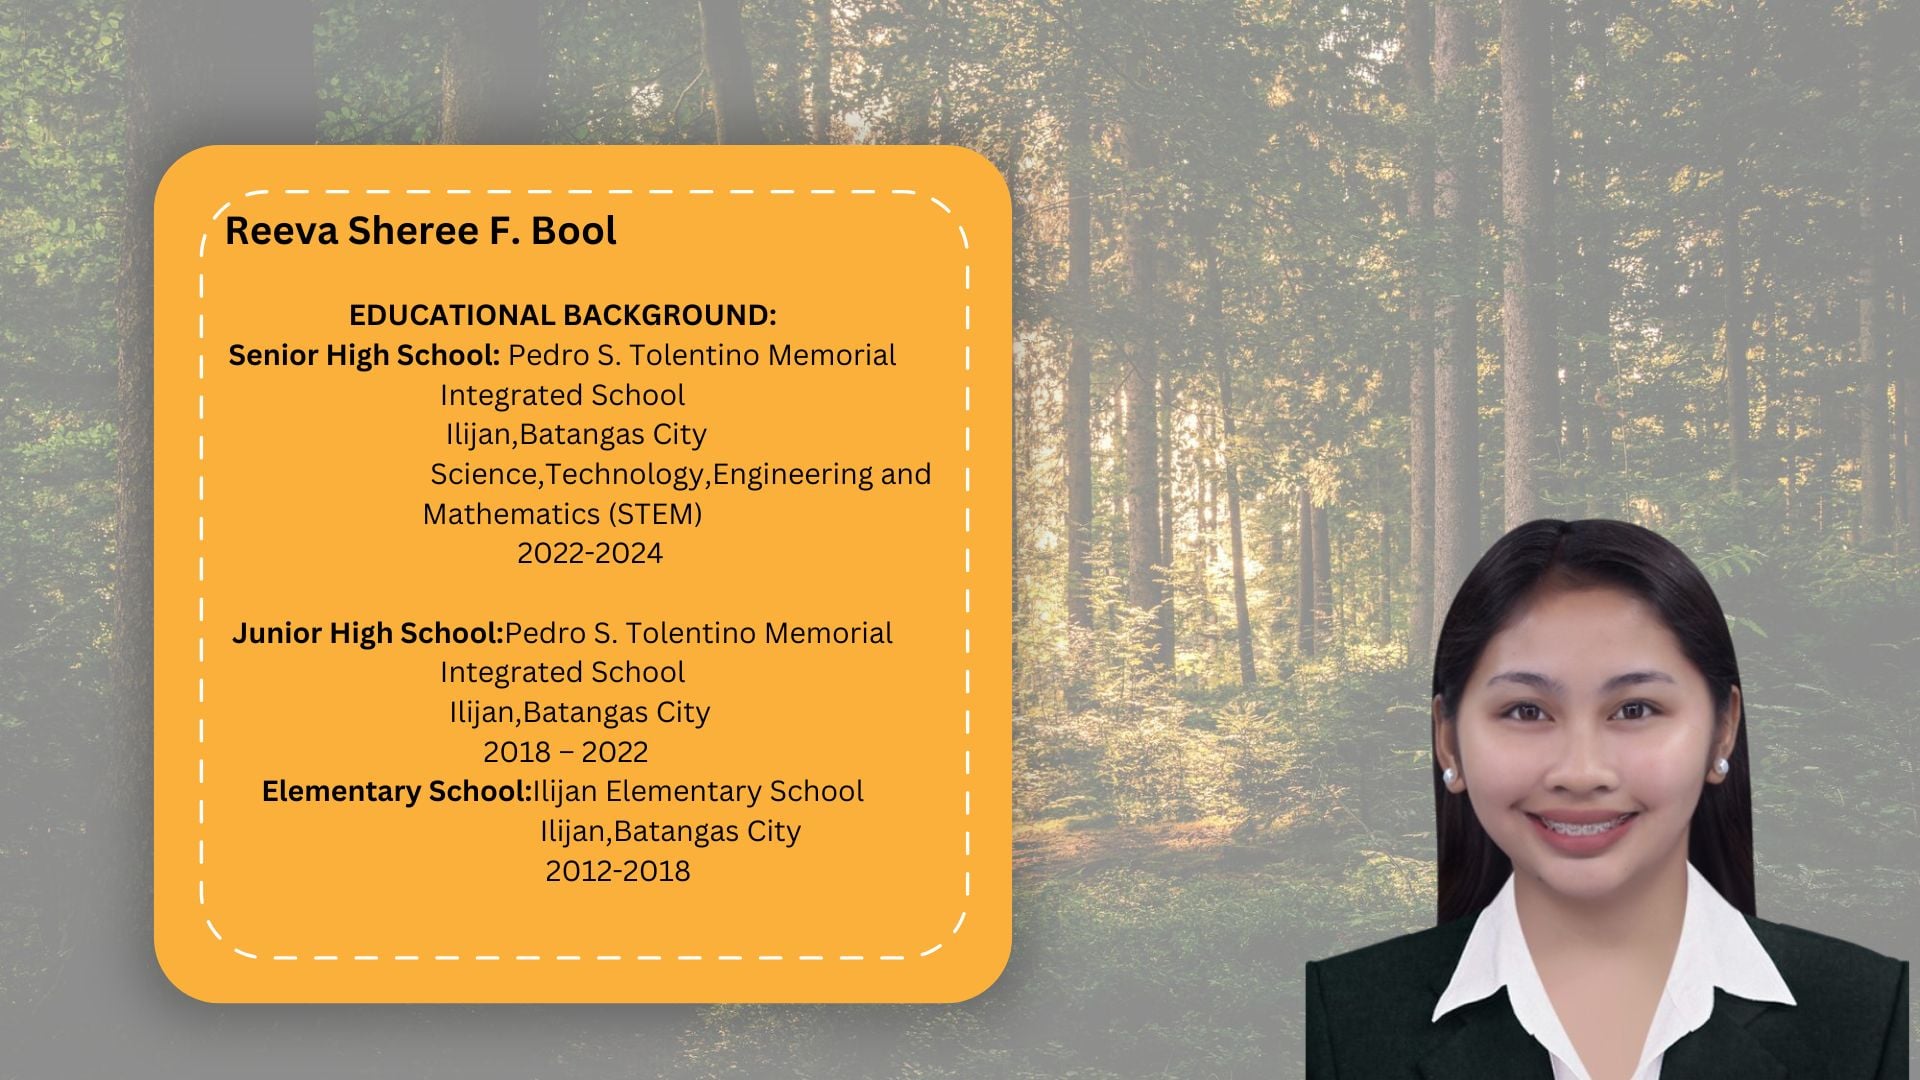 Reeva Sheree F. Bool
EDUCATIONAL BACKGROUND:
Senior High School: Pedro S. Tolentino Memorial
Integrated School
Ilijan,Batangas City
Science,Technology,Engineering and
Mathematics (STEM)
2022-2024
Junior High School:Pedro S. Tolentino Memorial
Integrated School
Ilijan,Batangas City
2018 – 2022
Elementary School:Ilijan Elementary School
Ilijan,Batangas City
2012-2018